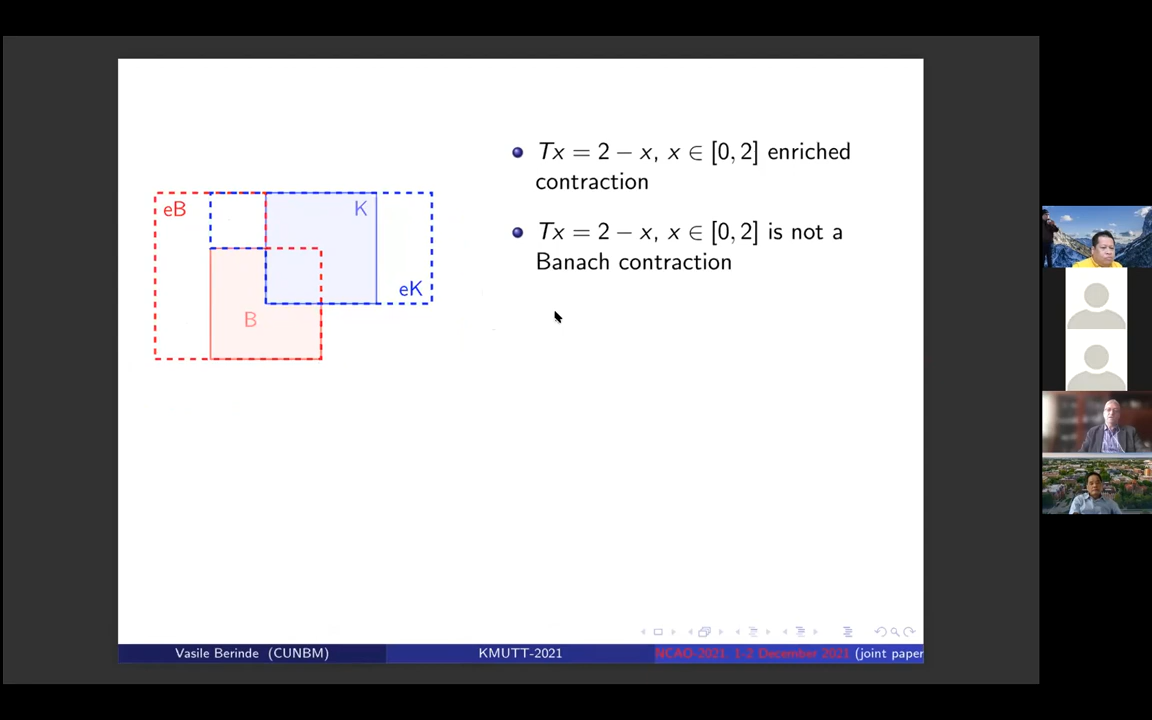 Tx = 2 − x, x ∈ [0, 2] enriched
contraction
Tx = 2 − x, x ∈ [0, 2] is not a
Banach contraction
eB
K
eK
B
Vasile Berinde (CUNBM)
KMUTT-2021
NCAO-2021, 1-2 December 2021 (joint paper